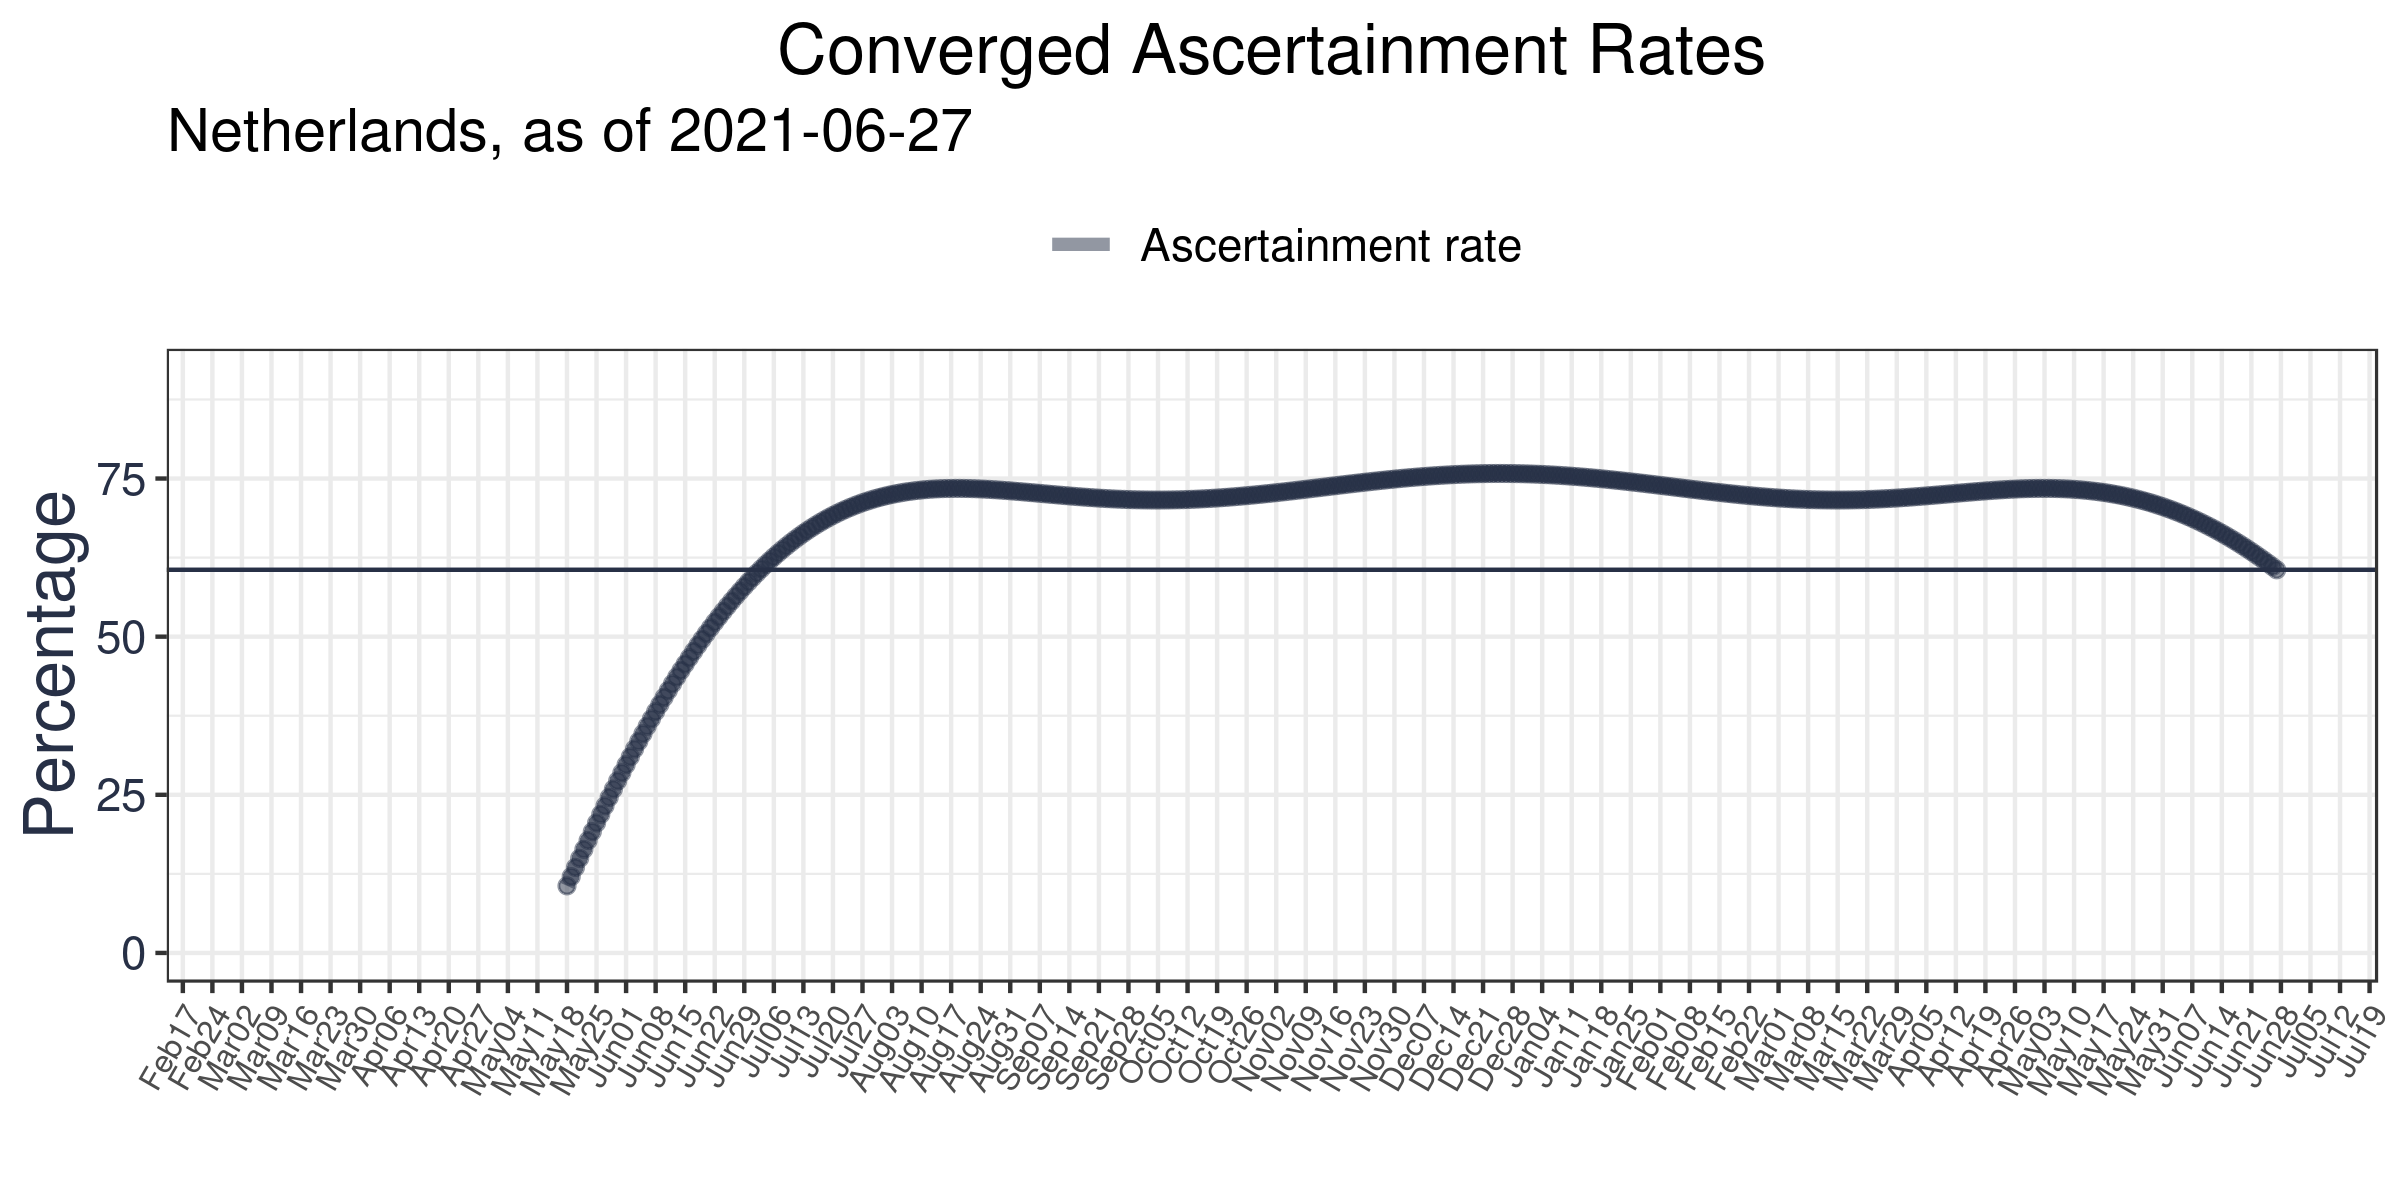 Converged Ascertainment Rates
Netherlands, as of 2021-06-27
Ascertainment rate
Percentage
75
50
25
0
Feb17
Feb24
Mar02
Mar09
Mar16
Mar23
Mar30
Apr06
Apr13
Apr20
Apr27
May04
May11
May18
May25
Jun01
Jun08
Jun15
Jun22
Jun29
Jul06
Jul13
Jul20
Jul27
Aug03
Aug10
Aug17
Aug24
Aug31
Sep07
Sep14
Sep21
Sep28
Oct05
Oct12
Oct19
Oct26
Nov02
Nov09
Nov16
Nov23
Nov30
Dec07
Dec14
Dec21
Dec28
Jan04
Jan11
Jan18
Jan25
Feb01
Feb08
Feb15
Feb22
Mar01
Mar08
Mar15
Mar22
Mar29
Apr05
Apr12
Apr19
Apr26
May03
May10
May17
May24
May31
Jun07
Jun14
Jun21
Jun28
Jul05
Jul12
Jul19